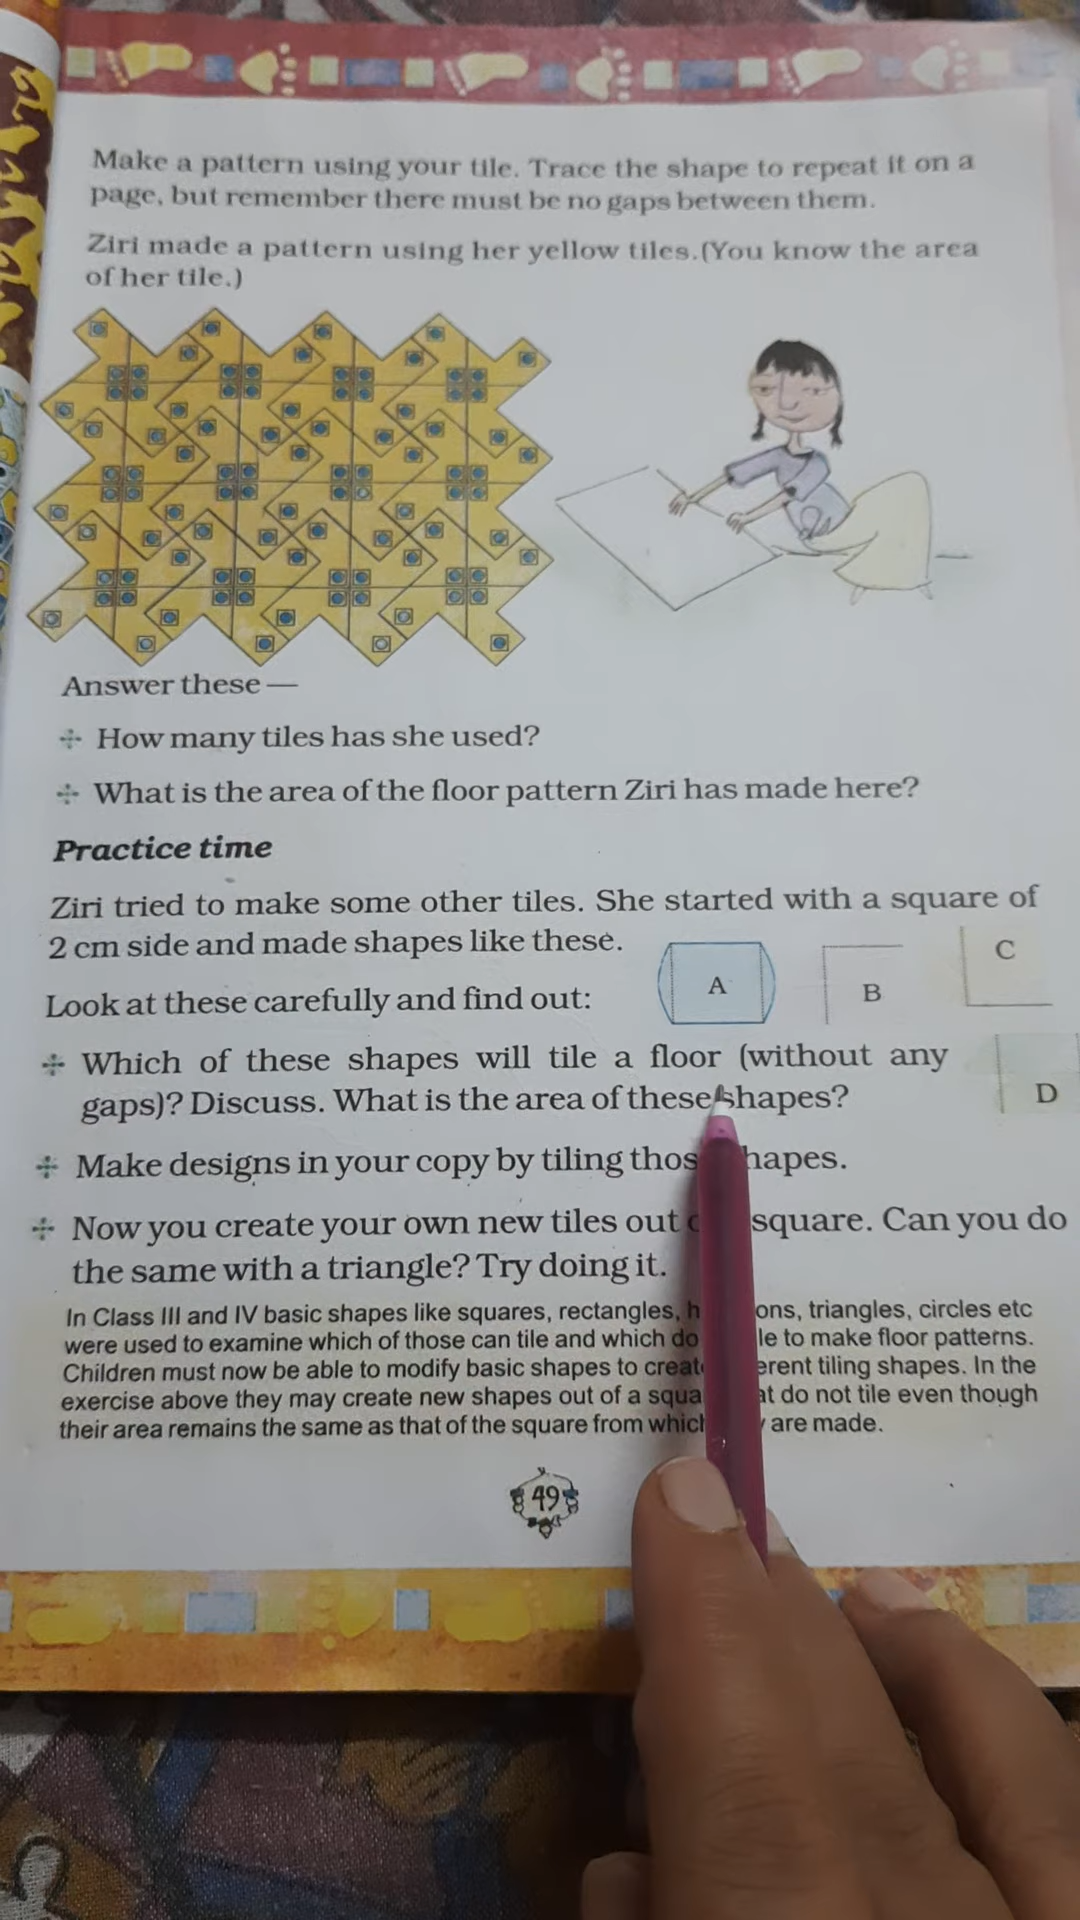 Make a pattern using your tile. Trace the shape to repeat it on a
page, but remember there must be no gaps between them.
Ziri made a pattern using her yellow tiles.(You know the area
of her tile.)
Answer these —
How many tiles has she used?
What is the area of the floor pattern Ziri has made here?
Practice time
Ziri tried to make some other tiles. She started with a square of
2 cm side and made shapes like these.
A
B
C
Look at these carefully and find out:
Which of these shapes will tile a floor (without any
gaps)? Discuss. What is the area of these shapes?
D
Make designs in your copy by tiling
Now you create your own new tiles out square. Can you do
the same with a triangle? Try doing it.
In Class III and IV basic shapes like squares, rectangles, triangles, circles etc
were used to examine which of those can tile and which do to make floor patterns.
Children must now be able to modify basic shapes to tiling shapes. In the
exercise above they may create new shapes out of a do not tile even though
their area remains the same as that of the square from are made.
49